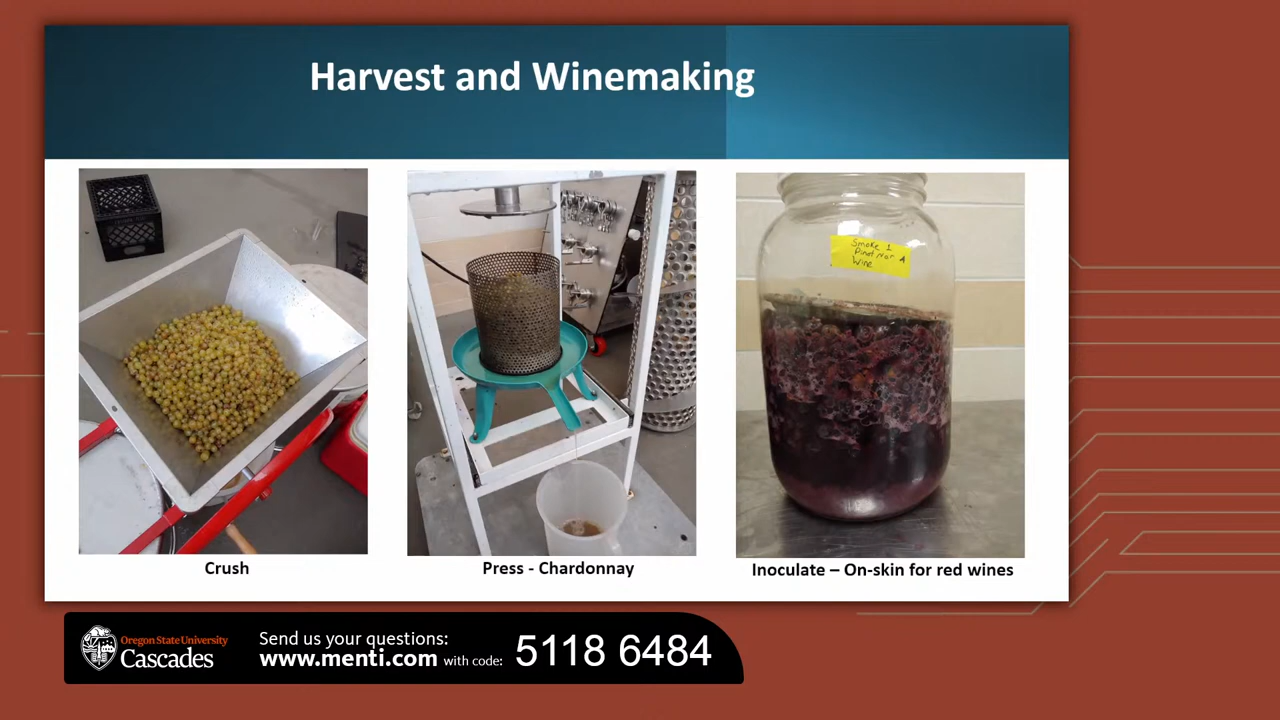 Harvest and Winemaking
Smoke 1
Pinot
Wine
Crush
Press - Chardonnay
Inoculate – On-skin for red wines
Oregon State University
Cascades
Send us your questions:
www.menti.com with code:
5118 6484